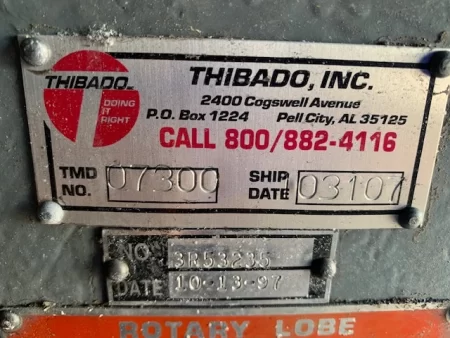 THIBADO
DOING
IT
RIGHT
THIBADO, INC.
2400 Cogswell Avenue
P.O. Box 1224 Pell City, AL 35125
CALL 800/882-4116
TMD NO. 07300 SHIP DATE 03107
NO 3R53235
DATE 10-13-97
ROTARY LOBE